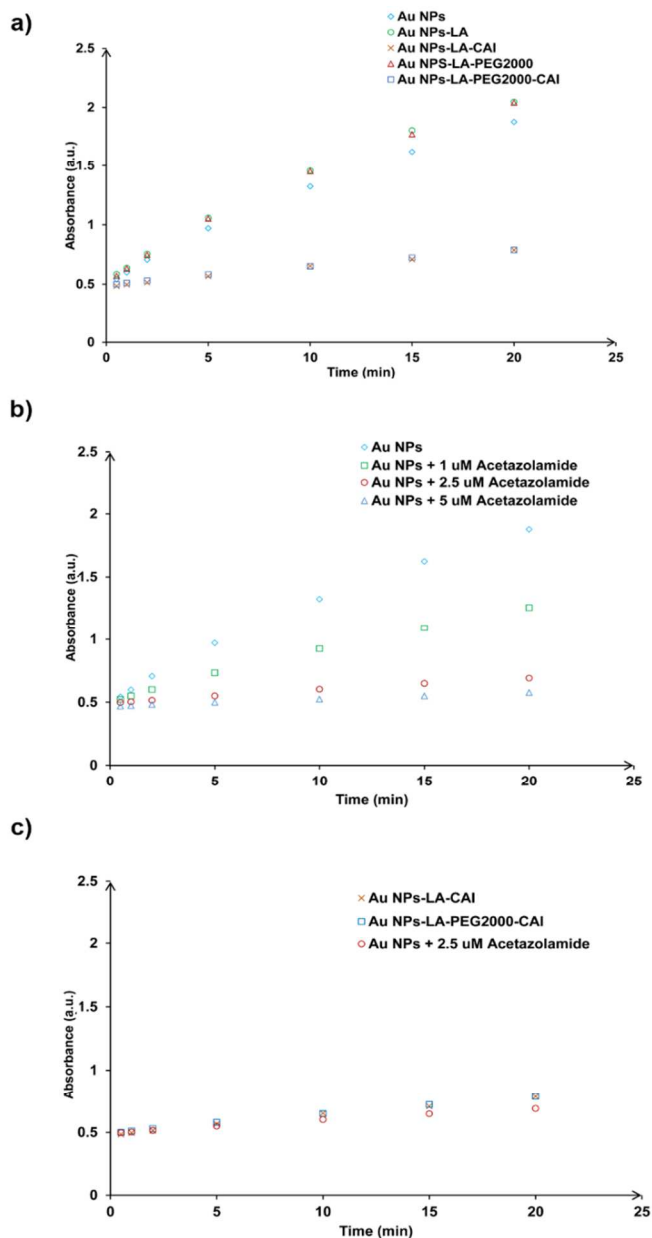 a)
Au NPs
Au NPs-LA
Au NPs-LA-CAI
Au NPS-LA-PEG2000
Au NPs-LA-PEG2000-CAI
2.5
2
1.5
1
0.5
0
Absorbance (a.u.)
0
5
10
15
20
25
Time (min)
b)
Au NPs
Au NPs + 1 uM Acetazolamide
Au NPs + 2.5 uM Acetazolamide
Au NPs + 5 uM Acetazolamide
2.5
2
1.5
1
0.5
0
Absorbance (a.u.)
0
5
10
15
20
25
Time (min)
c)
Au NPs-LA-CAI
Au NPs-LA-PEG2000-CAI
Au NPs + 2.5 uM Acetazolamide
2.5
2
1.5
1
0.5
0
Absorbance (a.u.)
0
5
10
15
20
25
Time (min)